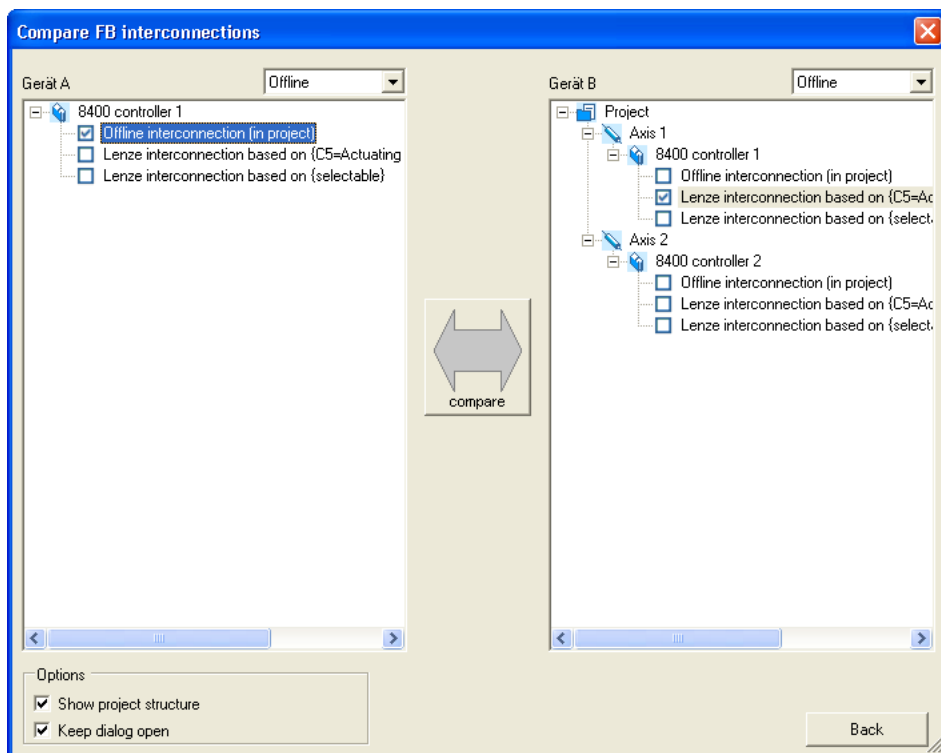 Compare FB interconnections
Gerät A
Offline
8400 controller 1
Offline interconnection (in project)
Lenze interconnection based on {C5=Actuating
Lenze interconnection based on {selectable}
compare
Gerät B
Offline
Project
Axis 1
8400 controller 1
Offline interconnection (in project)
Lenze interconnection based on {C5=Ac
Lenze interconnection based on {select
Axis 2
8400 controller 2
Offline interconnection (in project)
Lenze interconnection based on {C5=Ac
Lenze interconnection based on {select
Options
Show project structure
Keep dialog open
Back